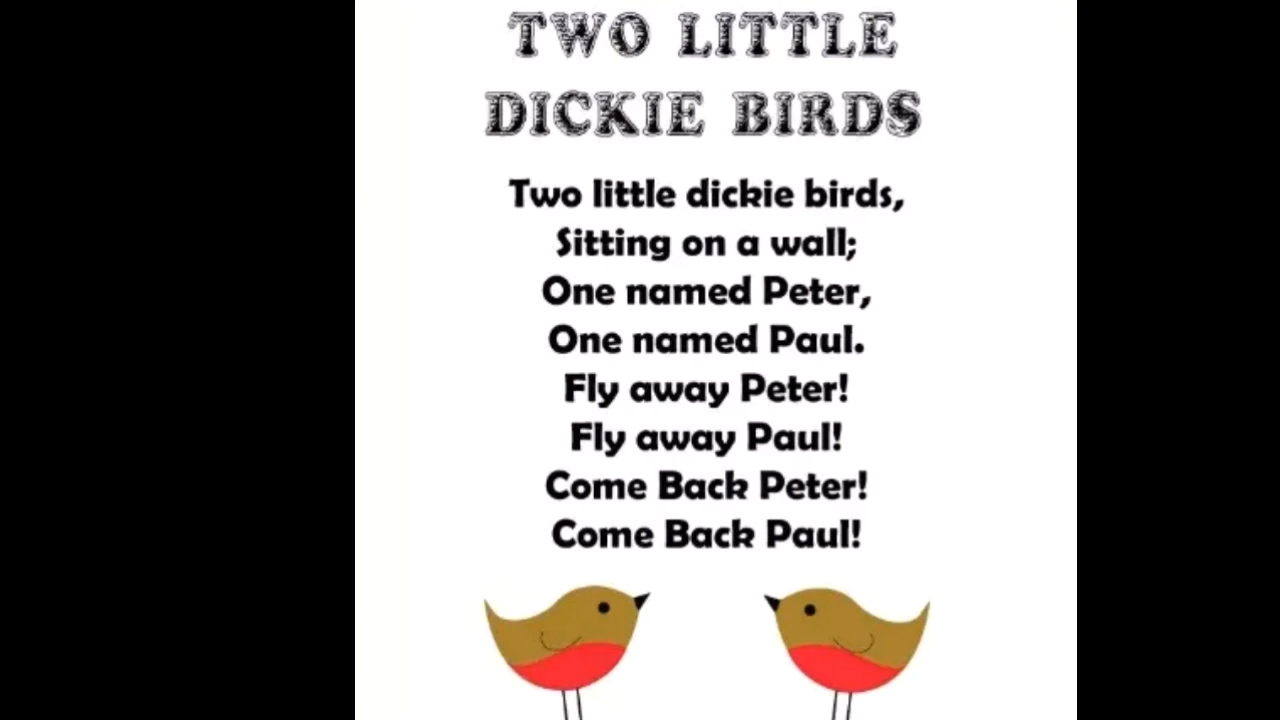 TWO LITTLE
DICKIE BIRDS
Two little dickie birds,
Sitting on a wall;
One named Peter,
One named Paul.
Fly away Peter!
Fly away Paul!
Come Back Peter!
Come Back Paul!